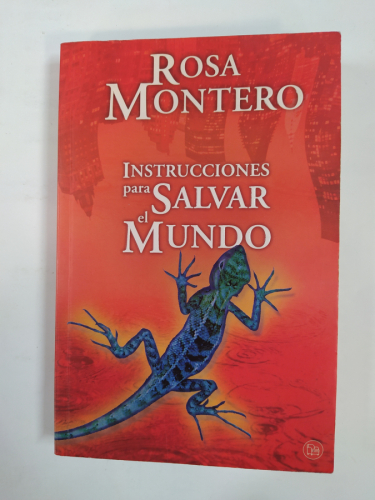 ROSA
MONTERO
INSTRUCCIONES
para SALVAR
el
MUNDO